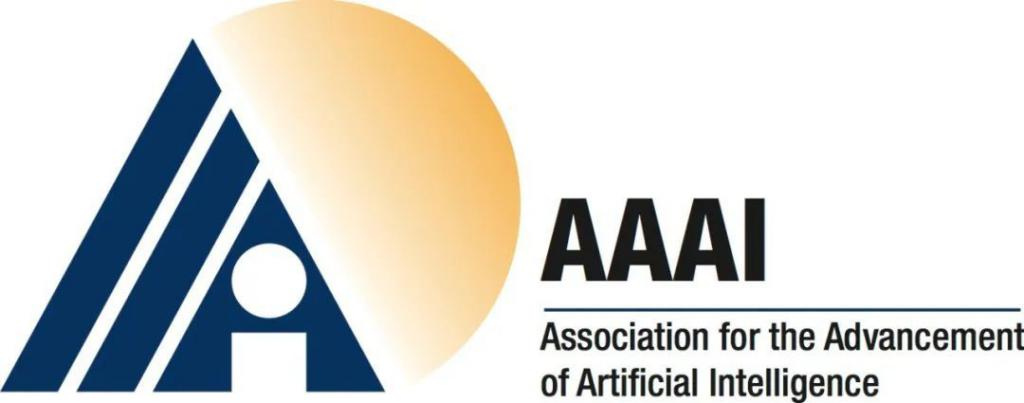 AAAI
Association for the Advancement
of Artificial Intelligence